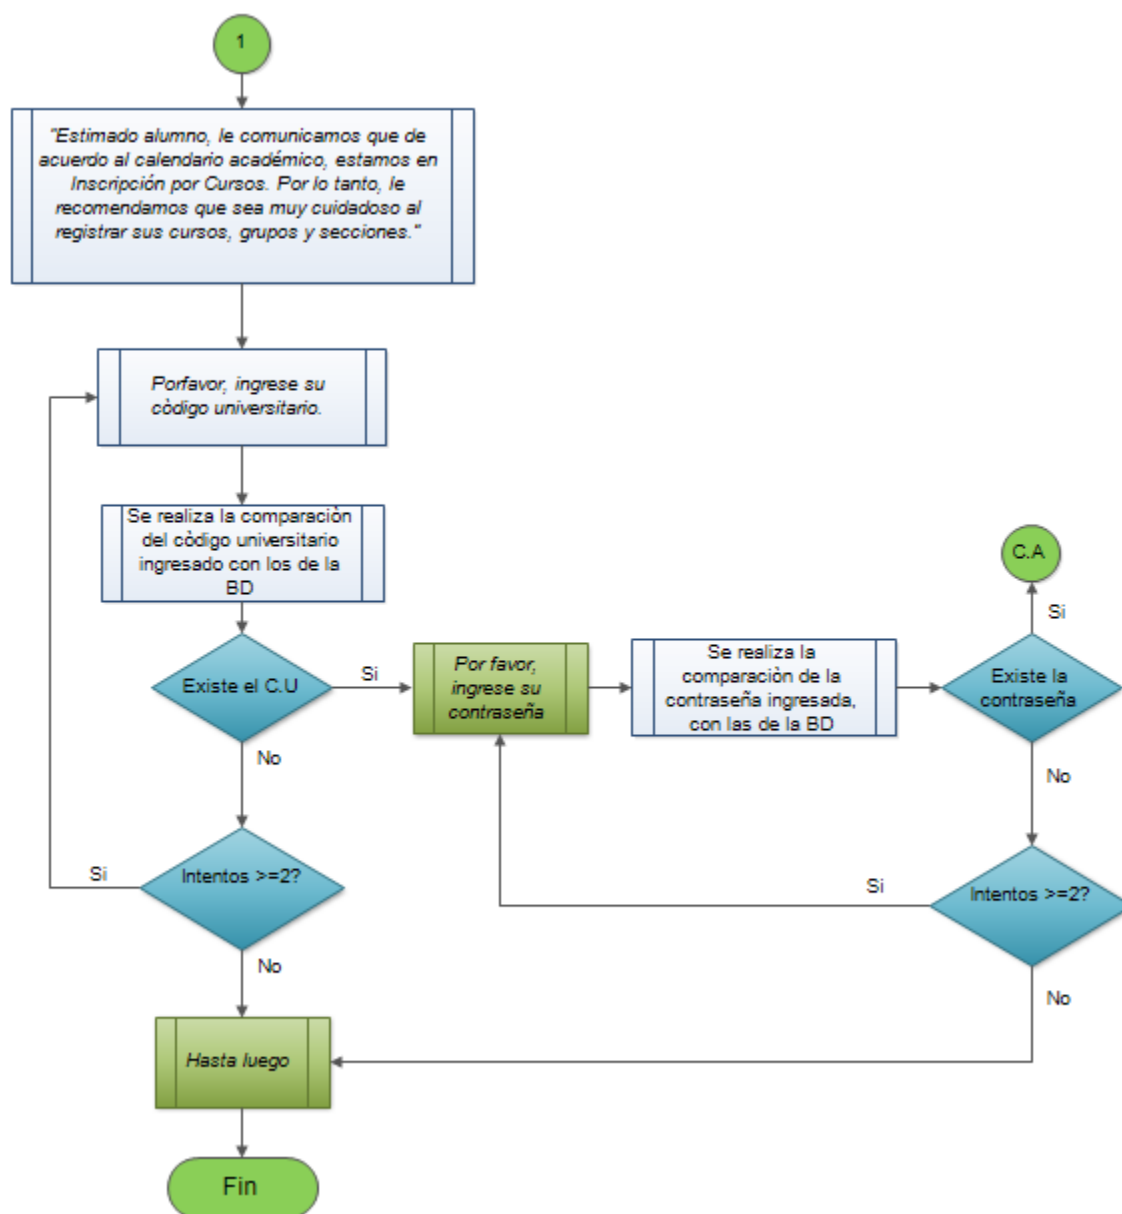 1
"Estimado alumno, le comunicamos que de
acuerdo al calendario académico, estamos en
Inscripción por Cursos. Por lo tanto, le
recomendamos que sea muy cuidadoso al
registrar sus cursos, grupos y secciones."
Porfavor, ingrese su
còdigo universitario.
Se realiza la comparaciòn
del còdigo universitario
ingresado con los de la
BD
Existe el C.U
Si
Por favor,
ingrese su
contraseña
Se realiza la
comparaciòn de la
contraseña ingresada,
con las de la BD
Existe la
contraseña
Si
C.A
No
Intentos >=2?
Si
No
No
Intentos >=2?
Si
No
Hasta luego
Fin